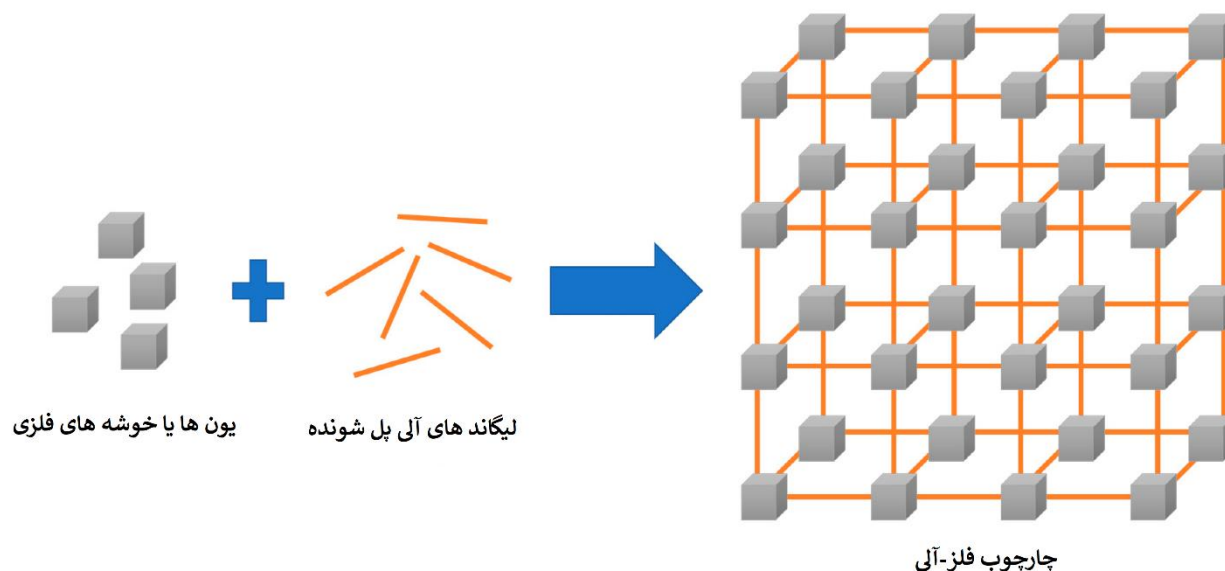 یون ها یا خوشه های فلزی
لیگاند های آلی پل شونده
چارچوب فلز-آلی